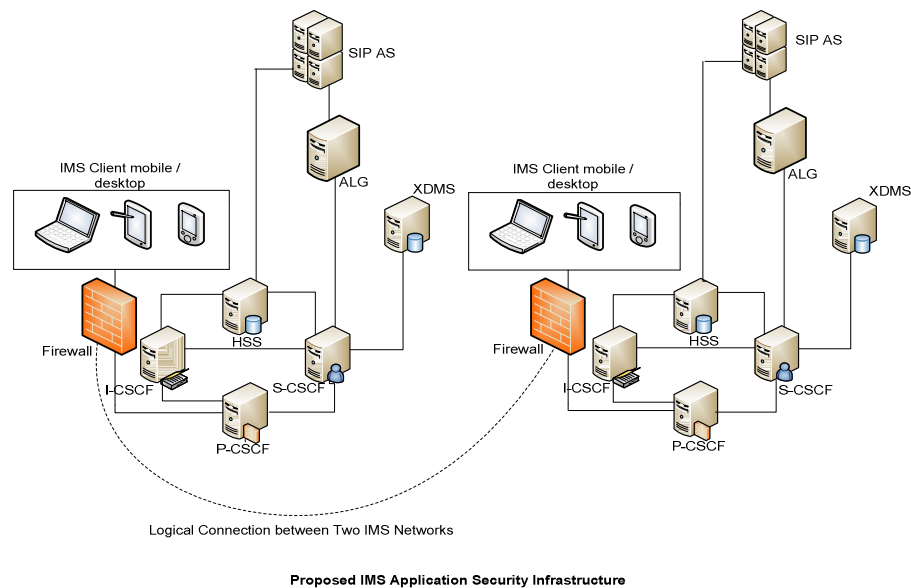 SIP AS
SIP AS
ALG
ALG
IMS Client mobile /
desktop
IMS Client mobile /
desktop
XDMS
XDMS
HSS
HSS
Firewall
Firewall
I-CSCF
S-CSCF
I-CSCF
S-CSCF
P-CSCF
P-CSCF
Logical Connection between Two IMS Networks
Proposed IMS Application Security Infrastructure